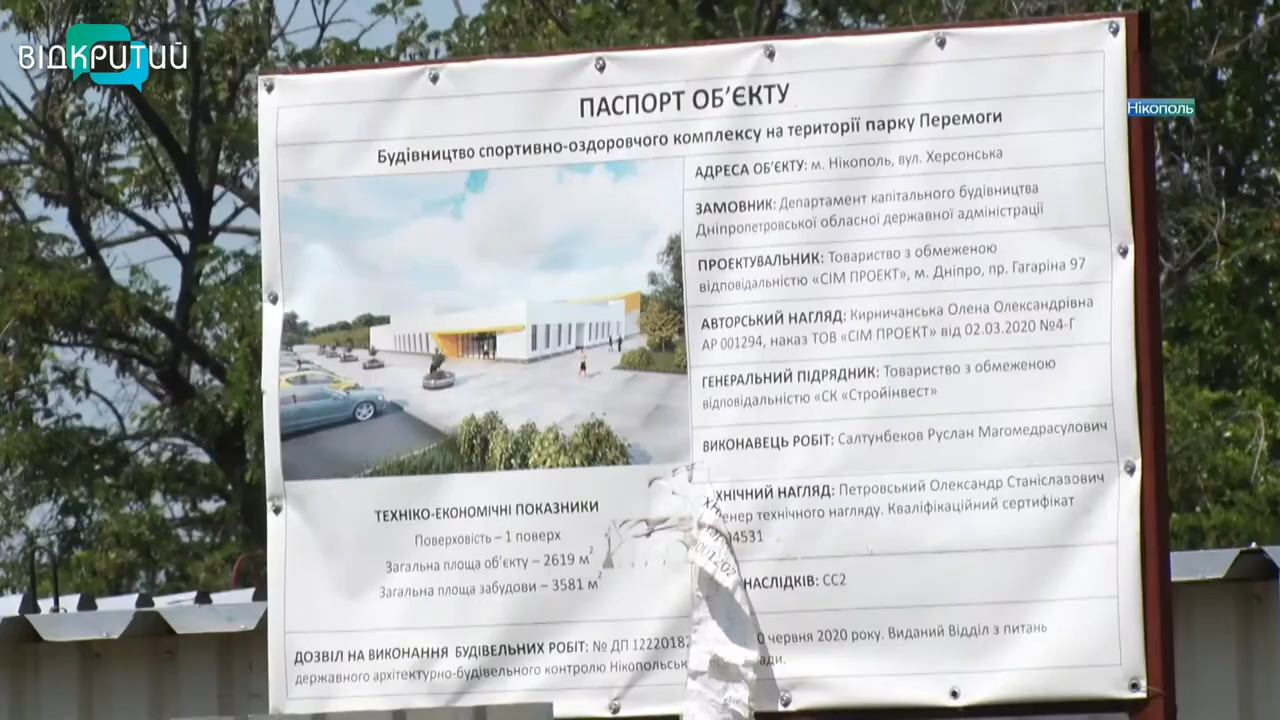 ВІДКРИТИЙ
Нікополь
ПАСПОРТ ОБ'ЄКТУ
Будівництво спортивно-оздоровчого комплексу на території парку Перемоги
АДРЕСА ОБ'ЄКТУ: м. Нікополь, вул. Херсонська
ЗАМОВНИК: Департамент капітального будівництва
Дніпропетровської обласної державної адміністрації
ПРОЕКТУВАЛЬНИК: Товариство з обмеженою
відповідальністю «СІМ ПРОЕКТ», м. Дніпро, пр. Гагаріна 97
АВТОРСЬКИЙ НАГЛЯД: Кирничанська Олена Олександрівна
АР 001294, наказ ТОВ «СІМ ПРОЕКТ» від 02.03.2020 №4-Г
ГЕНЕРАЛЬНИЙ ПІДРЯДНИК: Товариство з обмеженою
відповідальністю «СК «Стройінвест»
ВИКОНАВЕЦЬ РОБІТ: Салтунбеков Руслан Магомедрасулович
ХНІЧНИЙ НАГЛЯД: Петровський Олександр Станіславович
енер технічного нагляду. Кваліфікаційний сертифікат
04531
НАСЛІДКІВ: СС2
ТЕХНІКО-ЕКОНОМІЧНІ ПОКАЗНИКИ
Поверховість – 1 поверх
Загальна площа об'єкту – 2619 м²
Загальна площа забудови – 3581 м²
ДОЗВІЛ НА ВИКОНАННЯ БУДІВЕЛЬНИХ РОБІТ: № ДП 12220182 0 червня 2020 року. Виданий Відділ з питань
державного архітектурно-будівельного контролю Нікопольськ ади.